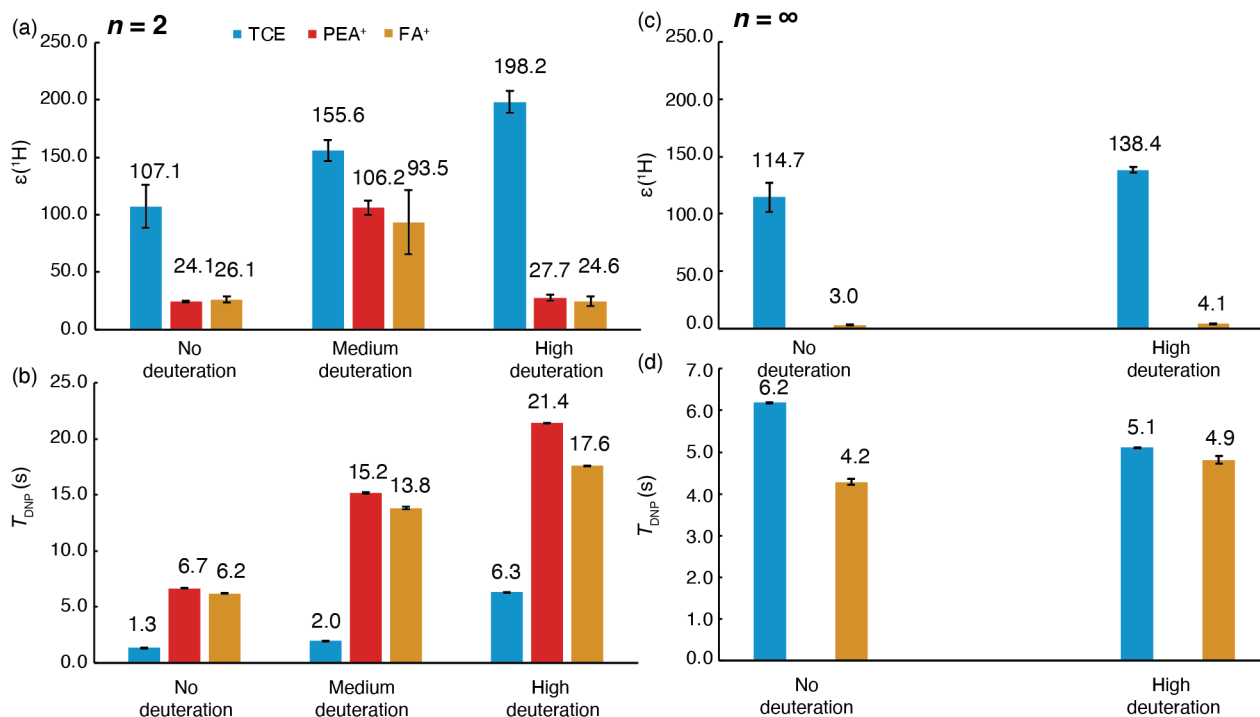 (a) n = 2
TCE PEA⁺ FA⁺
250.0
200.0
150.0
100.0
50.0
0.0
ε(¹H)
107.1
24.1
26.1
155.6
106.2
93.5
198.2
27.7
24.6
No deuteration
Medium deuteration
High deuteration
(c) n = ∞
250.0
200.0
150.0
100.0
50.0
0.0
ε(¹H)
114.7
3.0
138.4
4.1
No deuteration
High deuteration
(b)
25.0
20.0
15.0
10.0
5.0
0.0
T_DNP (s)
1.3
6.7
6.2
2.0
15.2
13.8
6.3
21.4
17.6
No deuteration
Medium deuteration
High deuteration
(d)
7.0
6.0
5.0
4.0
3.0
2.0
1.0
0.0
T_DNP (s)
6.2
4.2
5.1
4.9
No deuteration
High deuteration